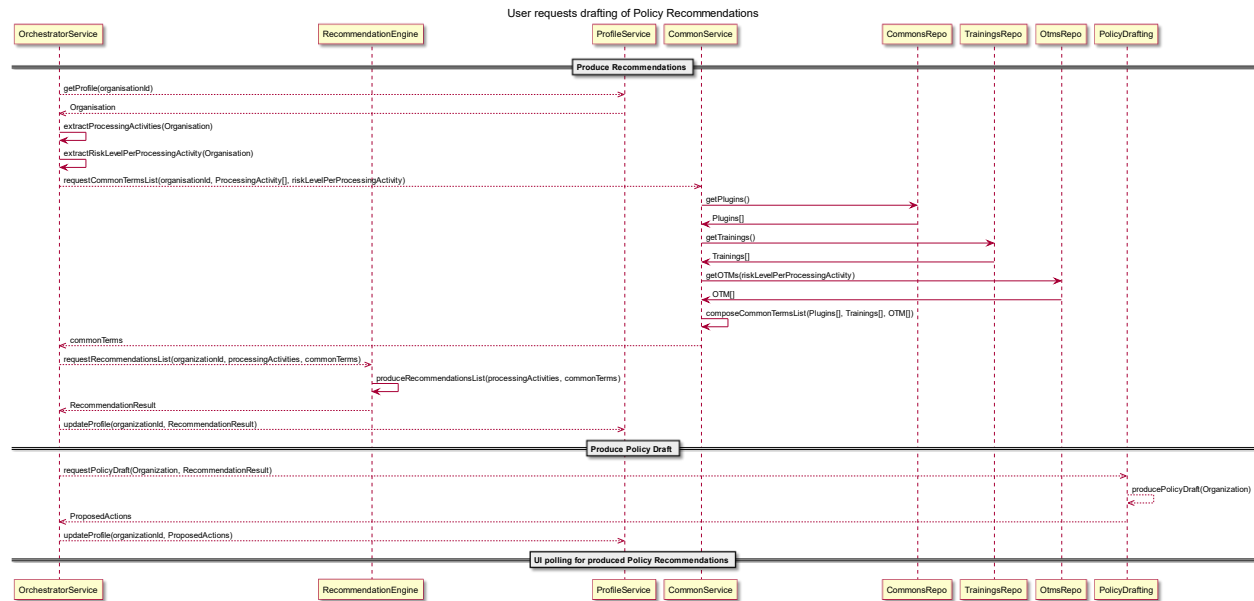 User requests drafting of Policy Recommendations
OrchestratorService RecommendationEngine ProfileService CommonService CommonsRepo TrainingsRepo OtmsRepo PolicyDrafting
Produce Recommendations
getProfile(organisationId)
Organisation
extractProcessingActivities(Organisation)
extractRiskLevelPerProcessingActivity(Organisation)
requestCommonTermsList(organisationId, ProcessingActivity[], riskLevelPerProcessingActivity)
getPlugins()
Plugins[]
getTrainings()
Trainings[]
getOTMs(riskLevelPerProcessingActivity)
OTM[]
composeCommonTermsList(Plugins[], Trainings[], OTM[])
commonTerms
requestRecommendationsList(organizationId, processingActivities, commonTerms)
produceRecommendationsList(processingActivities, commonTerms)
RecommendationResult
updateProfile(organizationId, RecommendationResult)
Produce Policy Draft
requestPolicyDraft(Organization, RecommendationResult)
producePolicyDraft(Organization)
ProposedActions
updateProfile(organizationId, ProposedActions)
UI polling for produced Policy Recommendations
OrchestratorService RecommendationEngine ProfileService CommonService CommonsRepo TrainingsRepo OtmsRepo PolicyDrafting